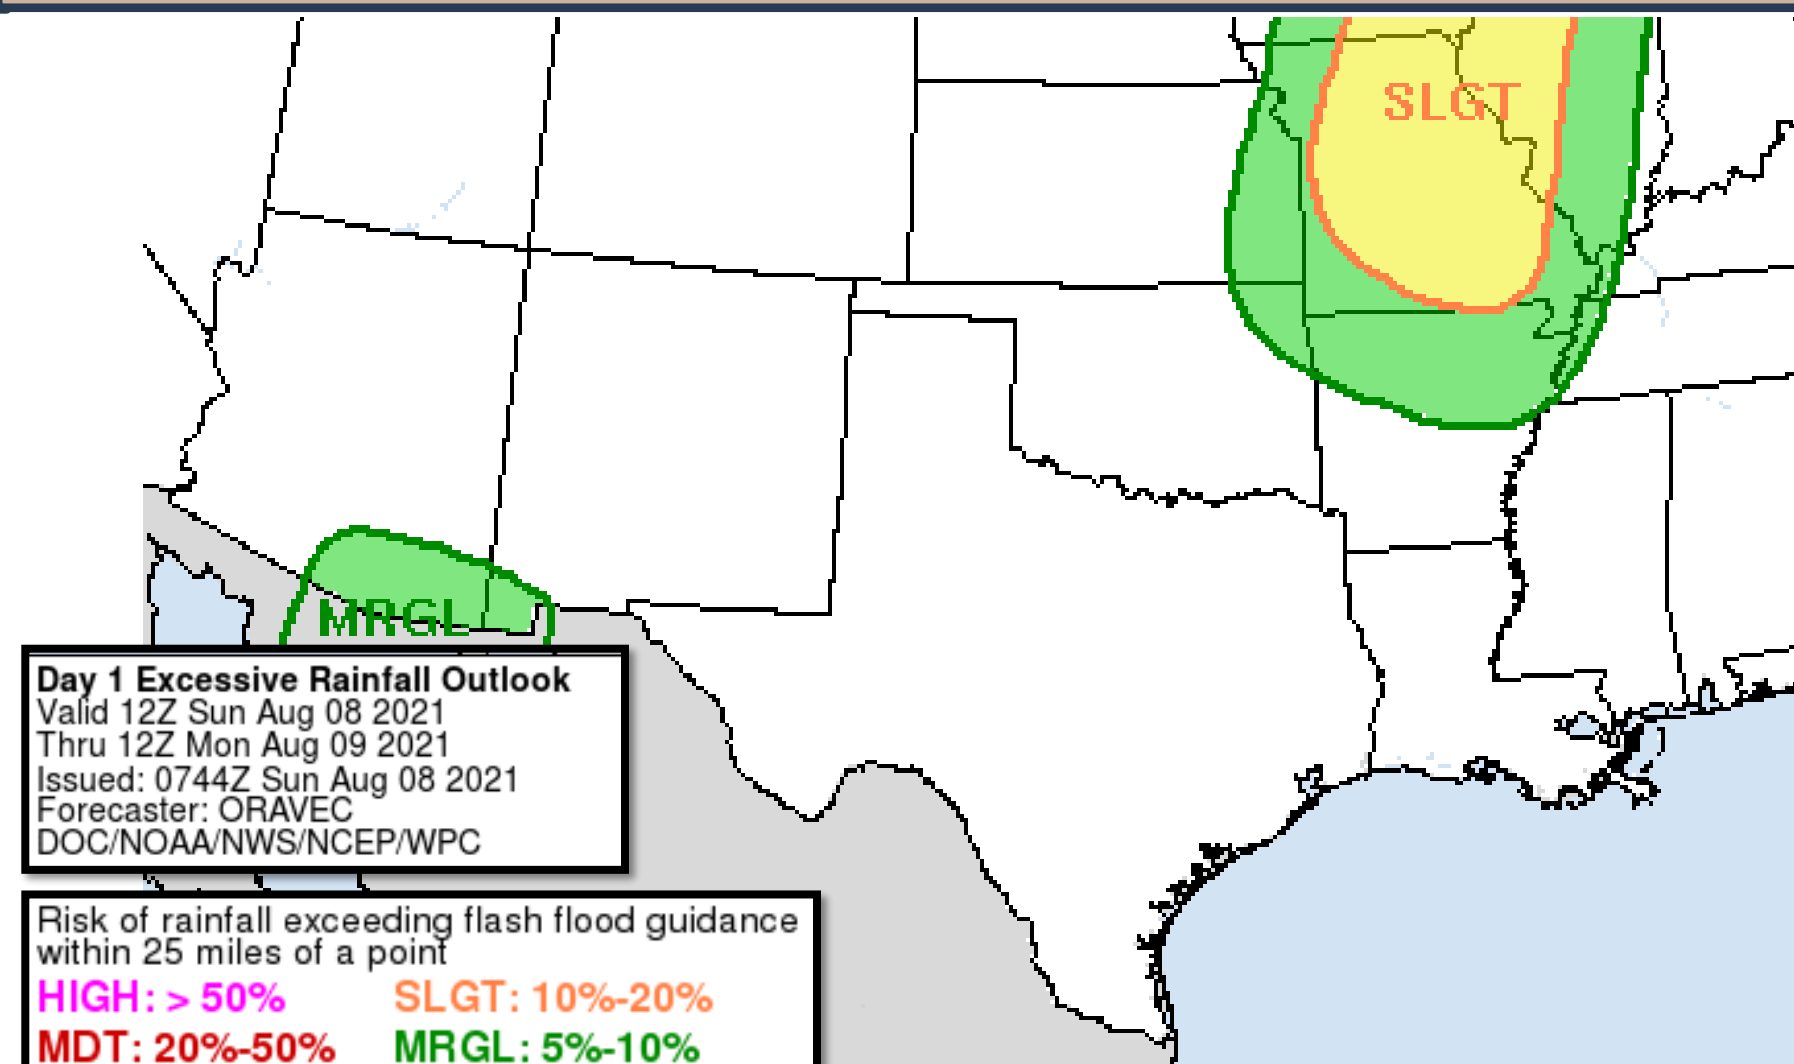 SLGT
MRGL
Day 1 Excessive Rainfall Outlook
Valid 12Z Sun Aug 08 2021
Thru 12Z Mon Aug 09 2021
Issued: 0744Z Sun Aug 08 2021
Forecaster: ORAVEC
DOC/NOAA/NWS/NCEP/WPC
Risk of rainfall exceeding flash flood guidance
within 25 miles of a point
HIGH: > 50% SLGT: 10%-20%
MDT: 20%-50% MRGL: 5%-10%